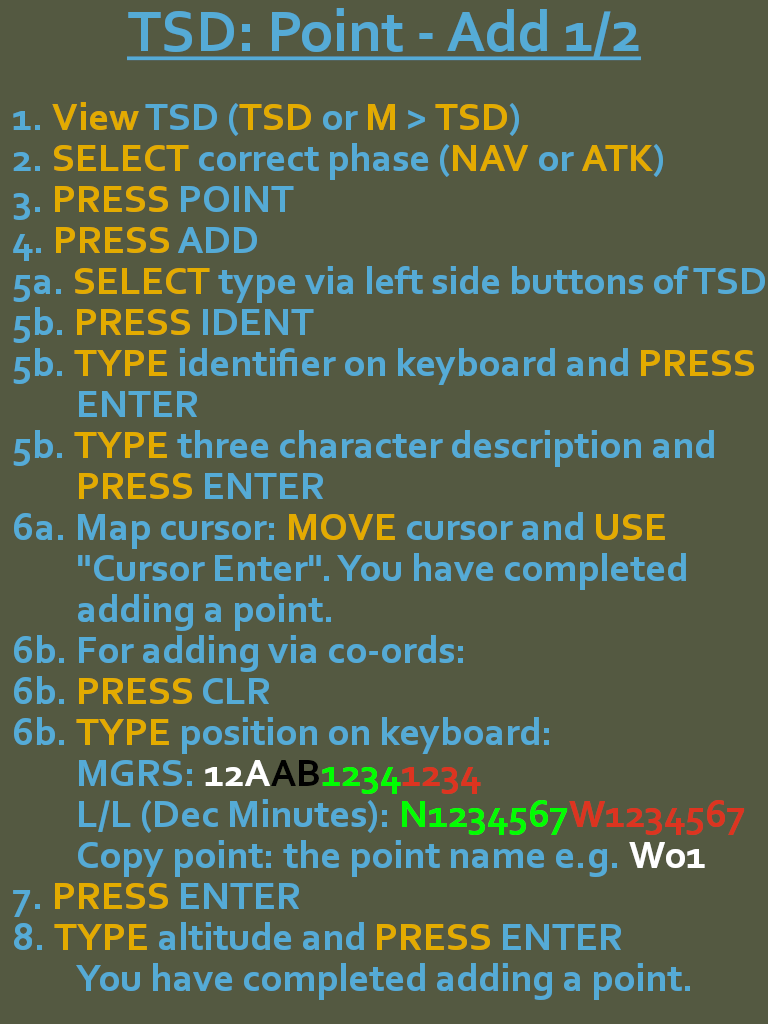 TSD: Point - Add 1/2
1. View TSD (TSD or M > TSD)
2. SELECT correct phase (NAV or ATK)
3. PRESS POINT
4. PRESS ADD
5a. SELECT type via left side buttons of TSD
5b. PRESS IDENT
5b. TYPE identifier on keyboard and PRESS
ENTER
5b. TYPE three character description and
PRESS ENTER
6a. Map cursor: MOVE cursor and USE
"Cursor Enter". You have completed
adding a point.
6b. For adding via co-ords:
6b. PRESS CLR
6b. TYPE position on keyboard:
MGRS: 12AAB12341234
L/L (Dec Minutes): N1234567W1234567
Copy point: the point name e.g. W01
7. PRESS ENTER
8. TYPE altitude and PRESS ENTER
You have completed adding a point.